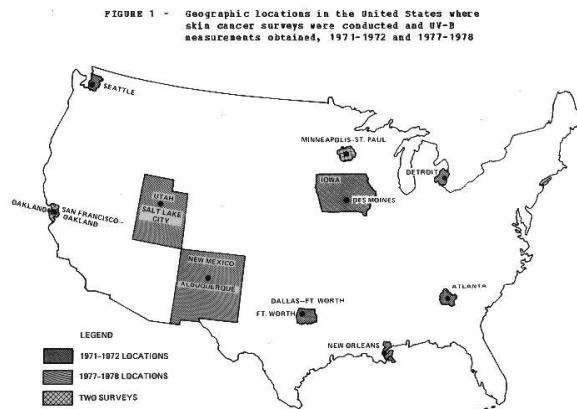 FIGURE 1 - Geographic locations in the United States where
skin cancer surveys were conducted and UV-B
measurements obtained, 1971-1972 and 1977-1978
SEATTLE
MINNEAPOLIS-ST. PAUL
DETROIT
IOWA
DES MOINES
UTAH
SALT LAKE
CITY
OAKLAND
SAN FRANCISCO-
OAKLAND
NEW MEXICO
ALBUQUERQUE
DALLAS-FT. WORTH
FT. WORTH
ATLANTA
NEW ORLEANS
LEGEND
1971-1972 LOCATIONS
1977-1978 LOCATIONS
TWO SURVEYS